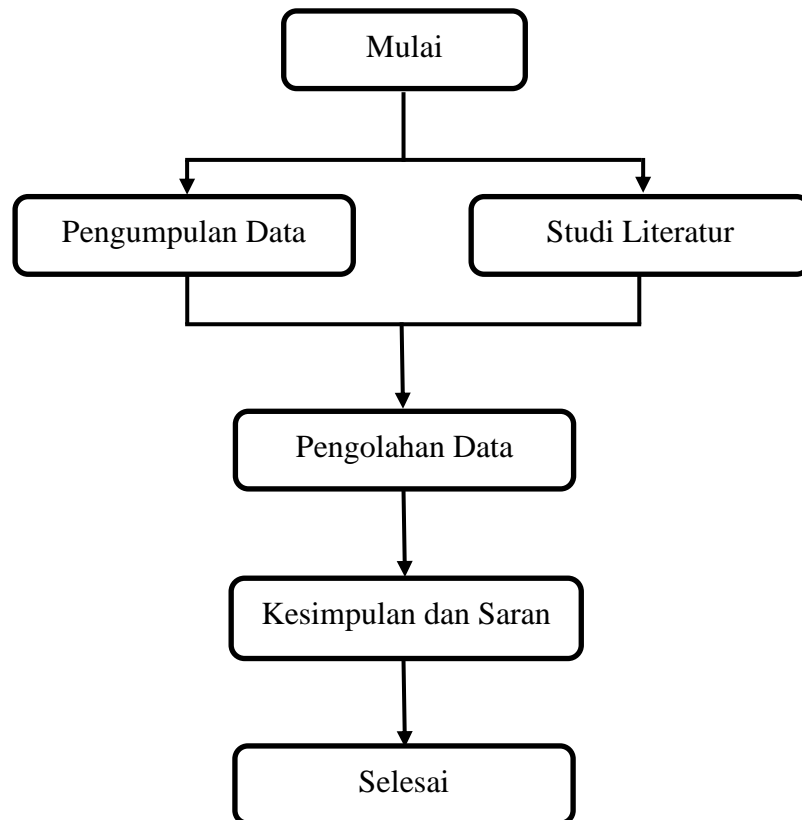 Mulai
Pengumpulan Data
Studi Literatur
Pengolahan Data
Kesimpulan dan Saran
Selesai